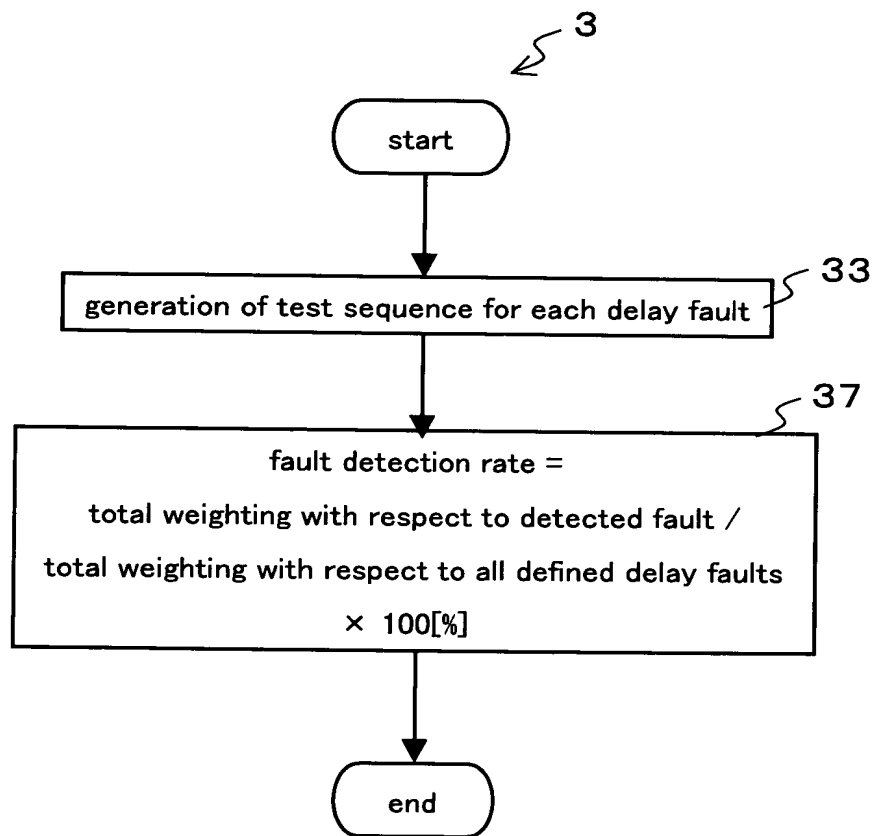 3
start
generation of test sequence for each delay fault
33
37
fault detection rate =
total weighting with respect to detected fault /
total weighting with respect to all defined delay faults
× 100[%]
end